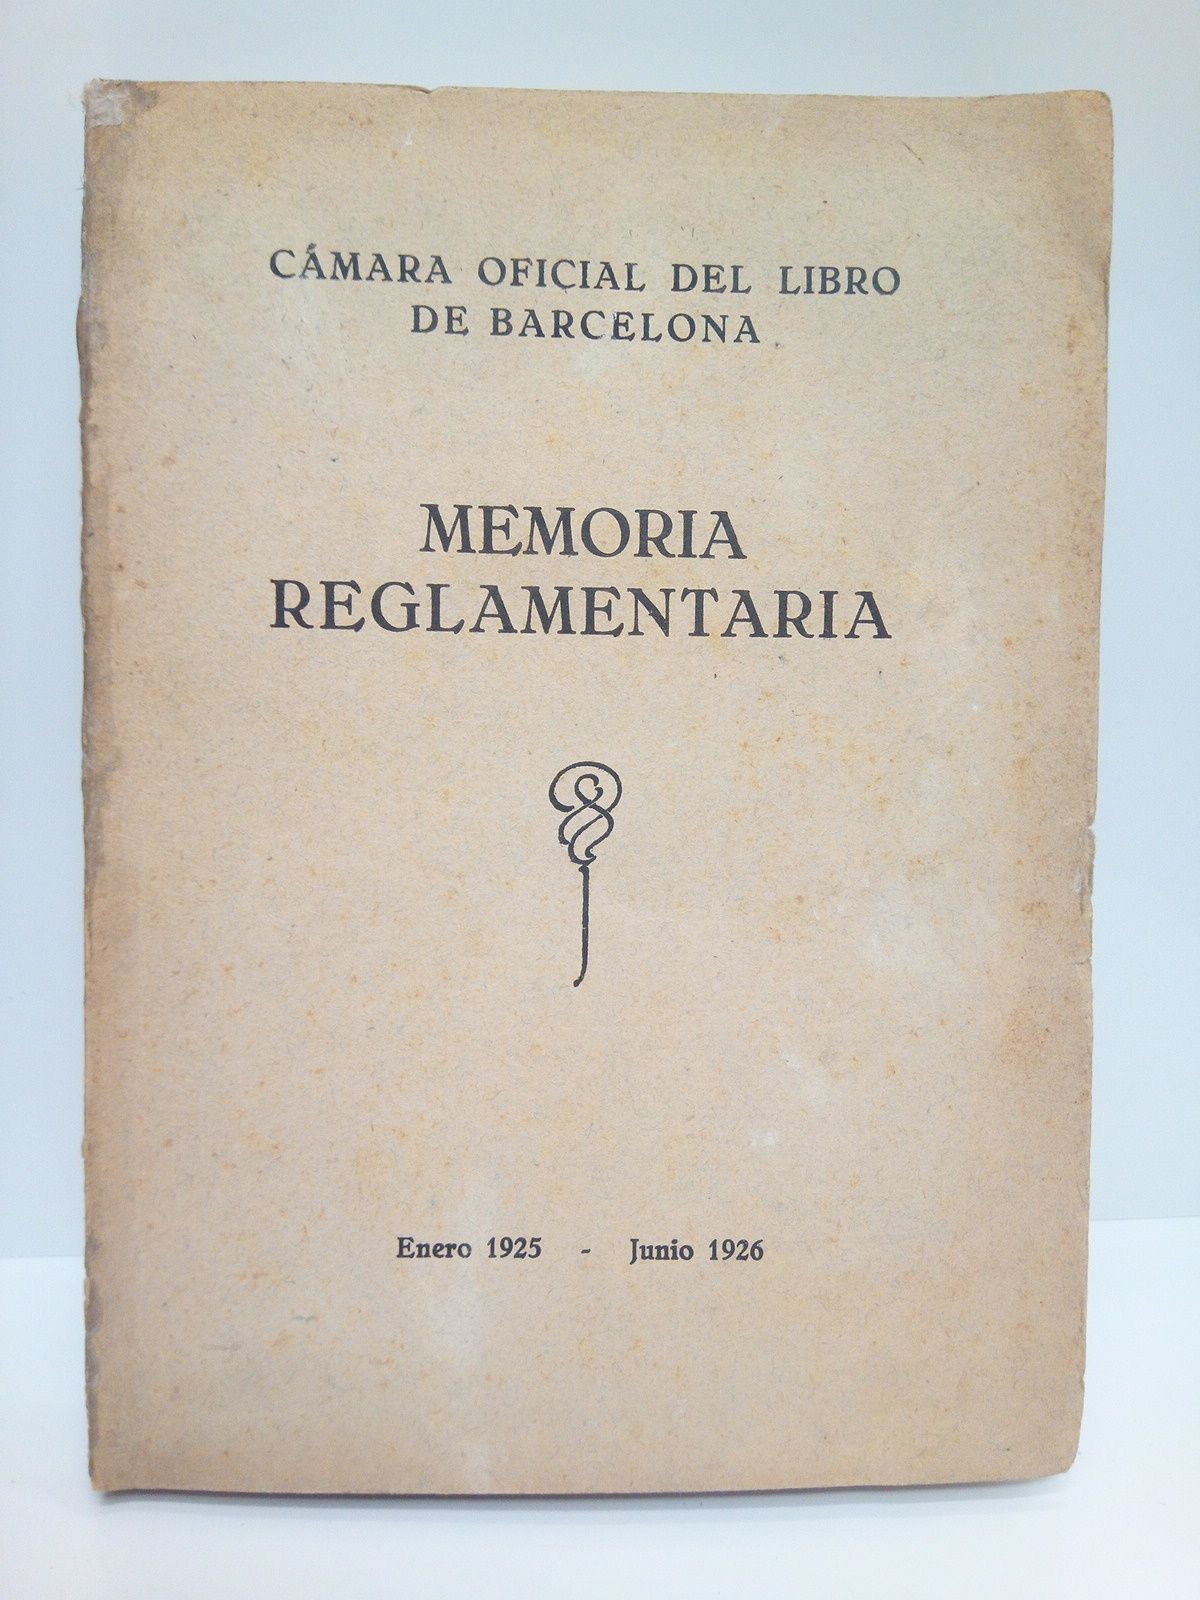 CÁMARA OFICIAL DEL LIBRO
DE BARCELONA
MEMORIA
REGLAMENTARIA
Enero 1925 - Junio 1926